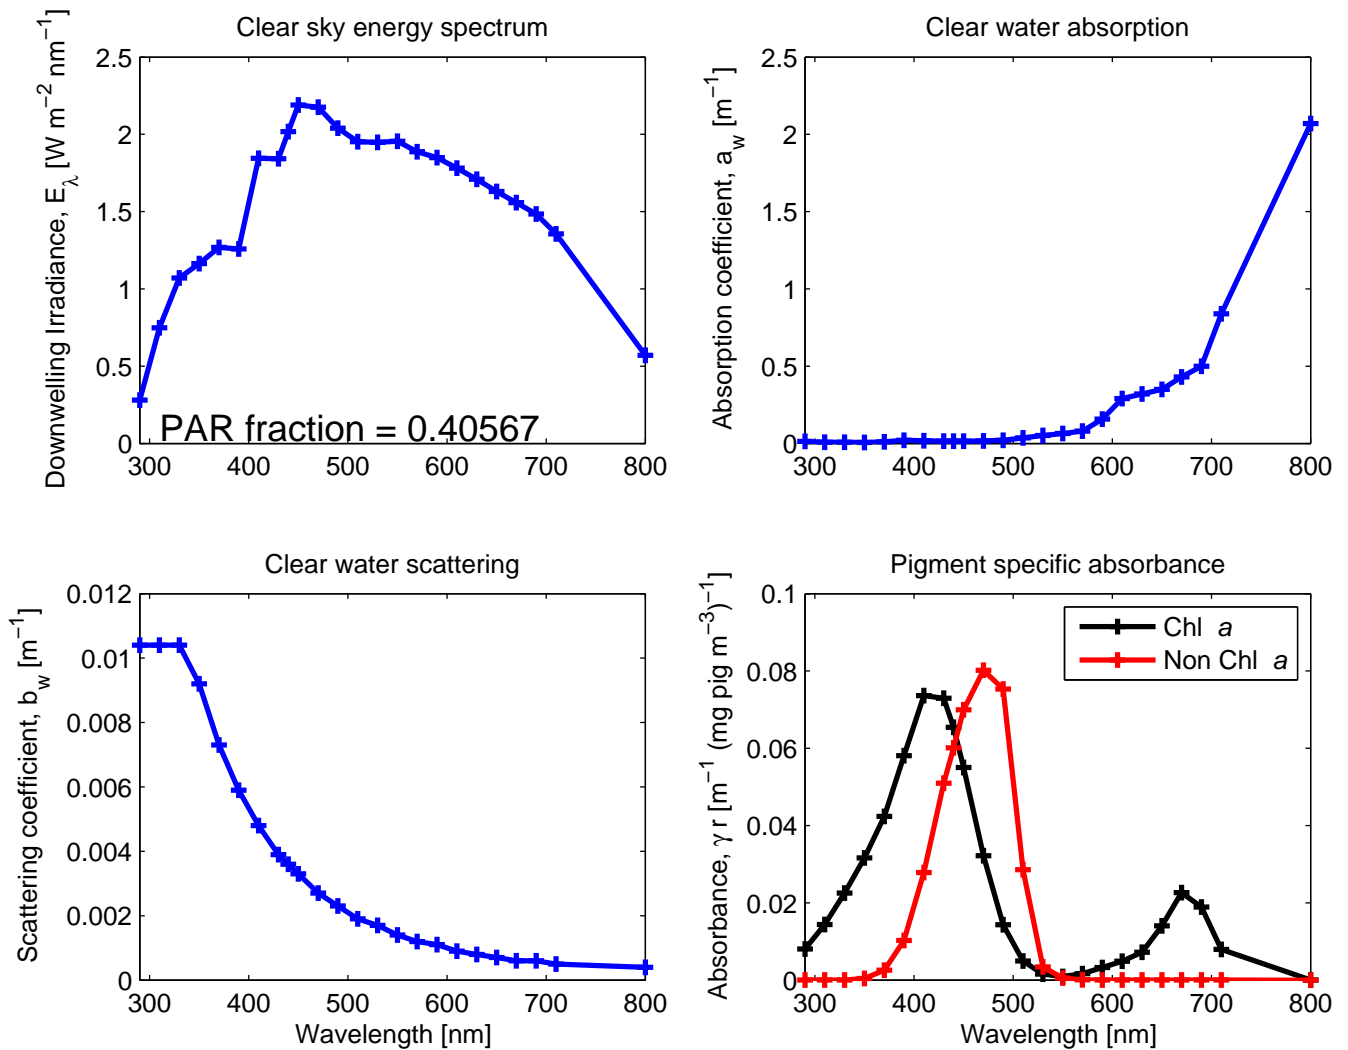 Clear sky energy spectrum
Downwelling Irradiance, E_λ [W m⁻² nm⁻¹]
2.5
2
1.5
1
0.5
0
PAR fraction = 0.40567
300 400 500 600 700 800
Clear water absorption
Absorption coefficient, a_w [m⁻¹]
2.5
2
1.5
1
0.5
0
300 400 500 600 700 800
Clear water scattering
Scattering coefficient, b_w [m⁻¹]
0.012
0.01
0.008
0.006
0.004
0.002
0
300 400 500 600 700 800
Wavelength [nm]
Pigment specific absorbance
Absorbance, γ r [m⁻¹ (mg pig m⁻³)⁻¹]
0.1
0.08
0.06
0.04
0.02
0
Chl a
Non Chl a
300 400 500 600 700 800
Wavelength [nm]